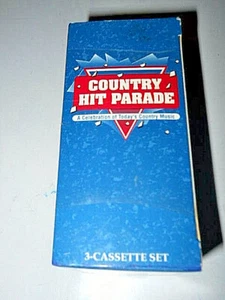 COUNTRY
HIT PARADE
A Celebration of Today's Country Music
3-CASSETTE SET